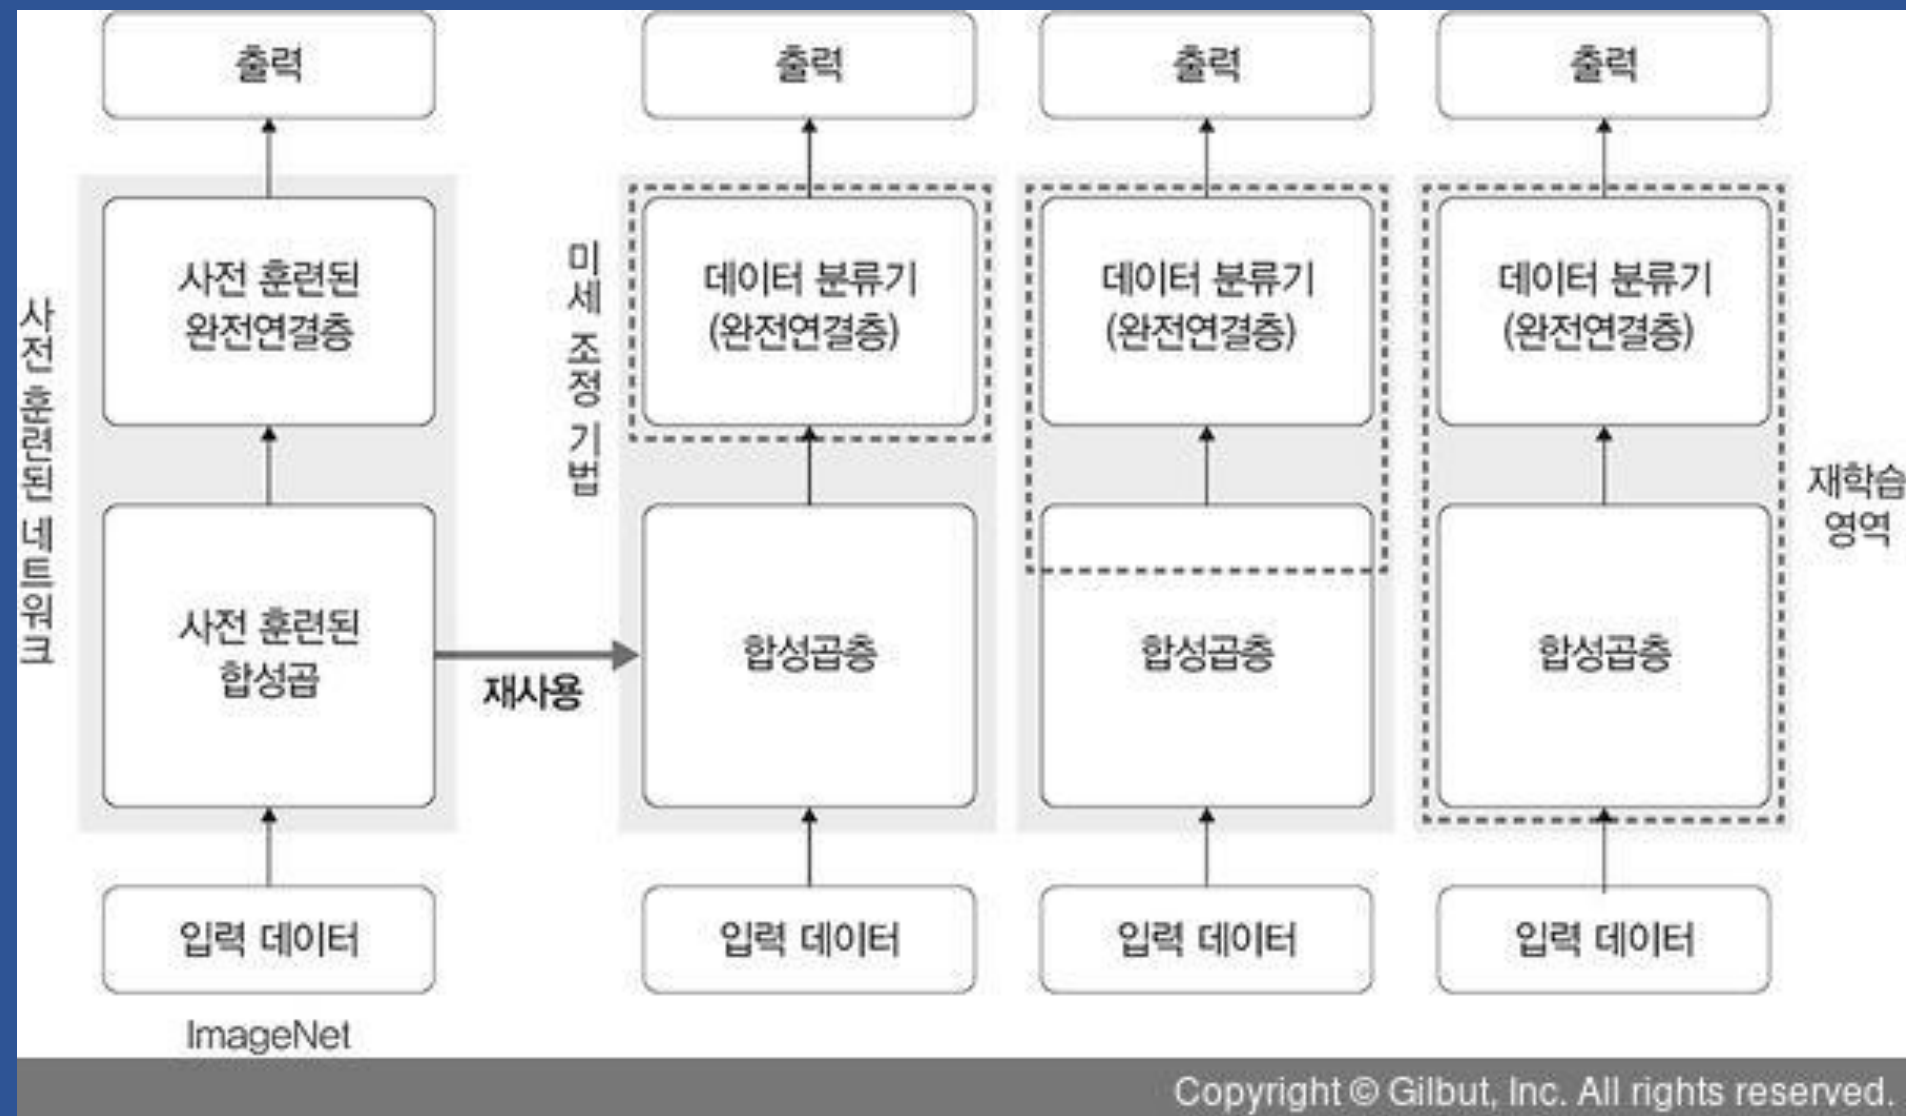 출력
출력
출력
출력
사전 훈련된 네트워크
사전 훈련된
완전연결층
미세 조정 기법
데이터 분류기
(완전연결층)
데이터 분류기
(완전연결층)
데이터 분류기
(완전연결층)
재학습
영역
사전 훈련된
합성곱
재사용
합성곱층
합성곱층
합성곱층
입력 데이터
입력 데이터
입력 데이터
입력 데이터
ImageNet
Copyright © Gilbut, Inc. All rights reserved.